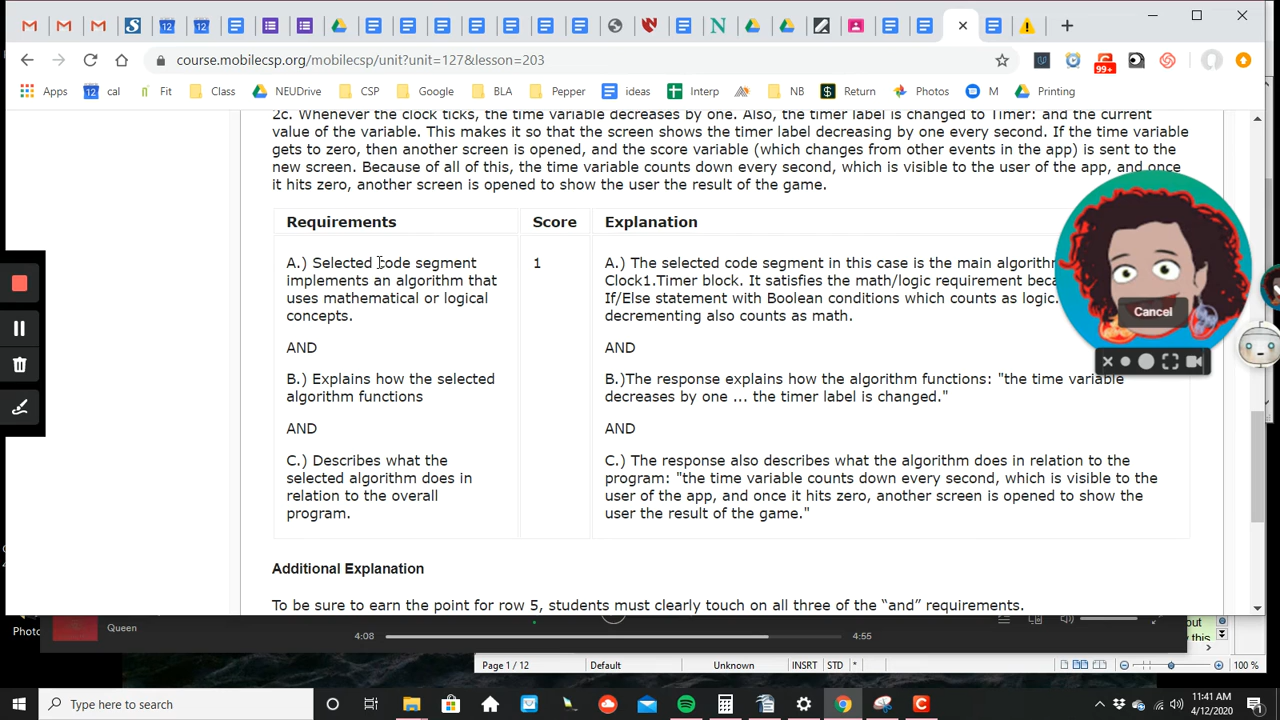 course.mobilecsp.org/mobilecsp/unit?unit=127&lesson=203
99+
Apps
12
cal
Fit
Class
NEUDrive
CSP
Google
BLA
Pepper
ideas
Interp
NB
Return
Photos
M
Printing
2c. Whenever the clock ticks, the time variable decreases by one. Also, the timer label is changed to Timer: and the current
value of the variable. This makes it so that the screen shows the timer label decreasing by one every second. If the time variable
gets to zero, then another screen is opened, and the score variable (which changes from other events in the app) is sent to the
new screen. Because of all of this, the time variable counts down every second, which is visible to the user of the app, and once
it hits zero, another screen is opened to show the user the result of the game.
Requirements
Score
Explanation
A.) Selected code segment
implements an algorithm that
uses mathematical or logical
concepts.
AND
B.) Explains how the selected
algorithm functions
AND
C.) Describes what the
selected algorithm does in
relation to the overall
program.
1
A.) The selected code segment in this case is the main algorithm
Clock1.Timer block. It satisfies the math/logic requirement
If/Else statement with Boolean conditions which counts as logic.
decrementing also counts as math.
AND
B.)The response explains how the algorithm functions: "the time variable
decreases by one ... the timer label is changed."
AND
C.) The response also describes what the algorithm does in relation to the
program: "the time variable counts down every second, which is visible to the
user of the app, and once it hits zero, another screen is opened to show the
user the result of the game."
Cancel
Additional Explanation
To be sure to earn the point for row 5, students must clearly touch on all three of the “and” requirements.
Photo
Queen
4:08
4:55
out
this
Page 1 / 12
Default
Unknown
INSRT
STD
*
100 %
Type here to search
11:41 AM
4/12/2020